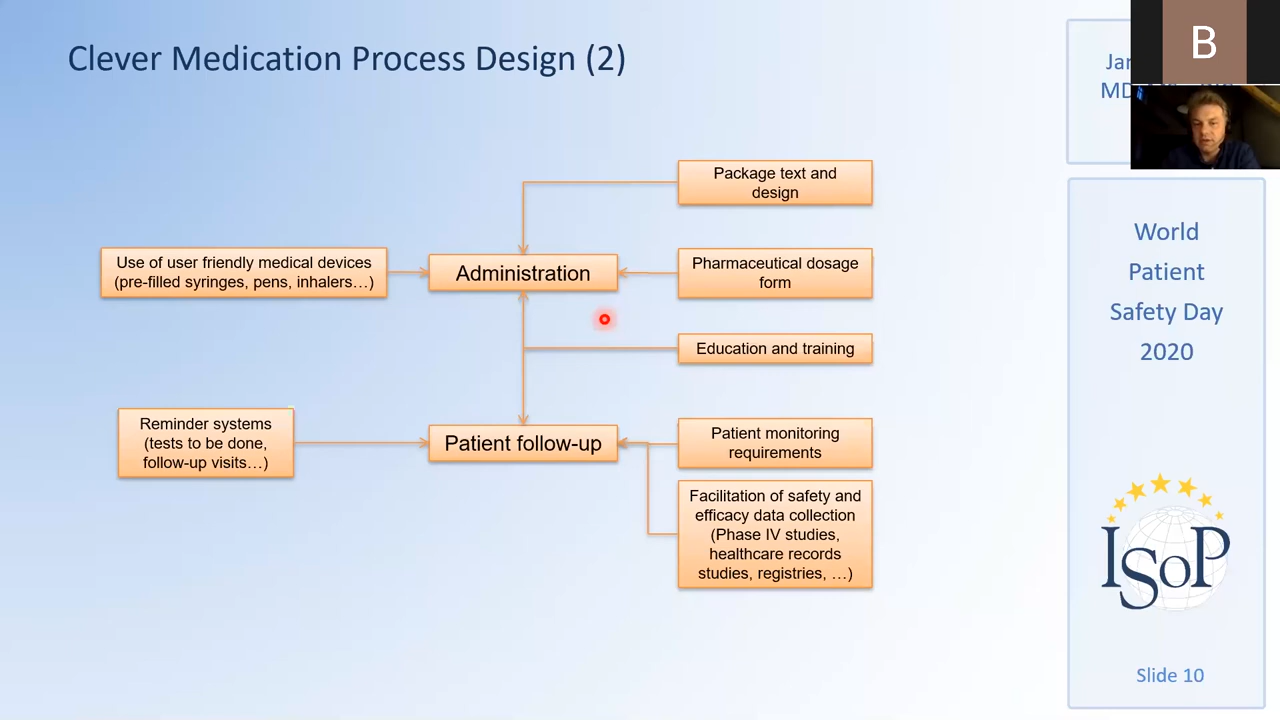 Clever Medication Process Design (2)
B
Package text and
design
Use of user friendly medical devices
(pre-filled syringes, pens, inhalers…)
Administration
Pharmaceutical dosage
form
Education and training
Reminder systems
(tests to be done,
follow-up visits…)
Patient follow-up
Patient monitoring
requirements
Facilitation of safety and
efficacy data collection
(Phase IV studies,
healthcare records
studies, registries, …)
World
Patient
Safety Day
2020
ISoP
Slide 10